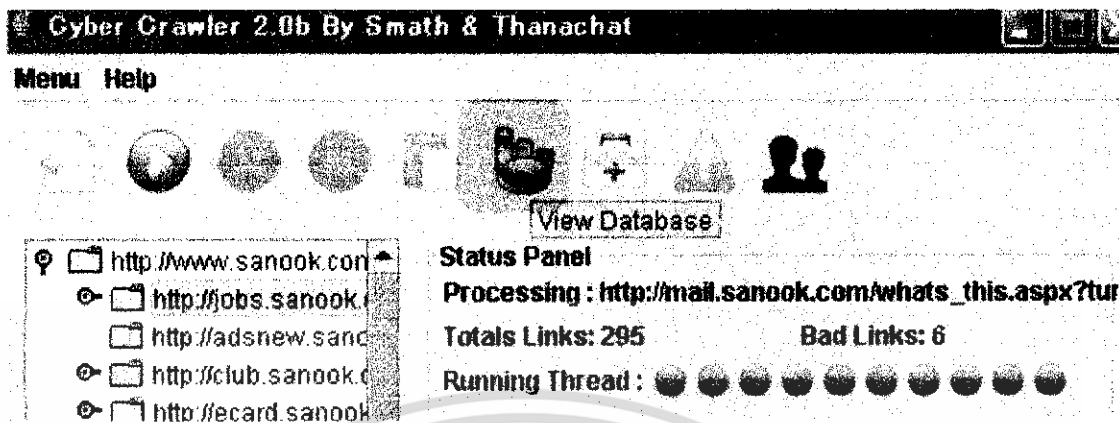 Cyber Crawler 2.0b By Smath & Thanachat
Menu Help
View Database
http://www.sanook.con
http://jobs.sanook.
http://adsnew.sanc
http://club.sanook.c
http://ecard.sanook
Status Panel
Processing : http://mail.sanook.com/whats_this.aspx?tur
Totals Links: 295 Bad Links: 6
Running Thread :